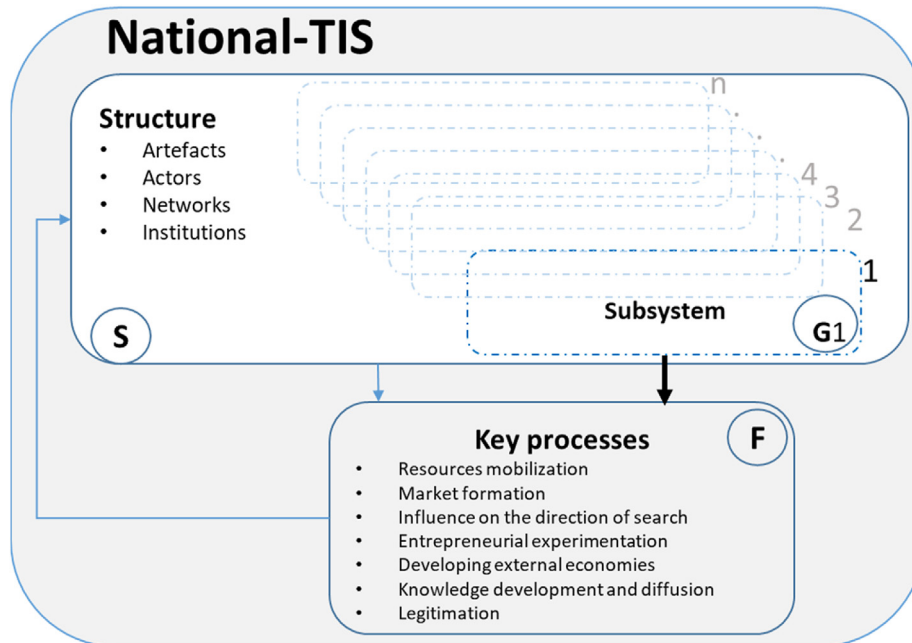 National-TIS
Structure
• Artefacts
• Actors
• Networks
• Institutions
n
.
.
.
4
3
2
1
Subsystem
G1
S
Key processes
F
• Resources mobilization
• Market formation
• Influence on the direction of search
• Entrepreneurial experimentation
• Developing external economies
• Knowledge development and diffusion
• Legitimation